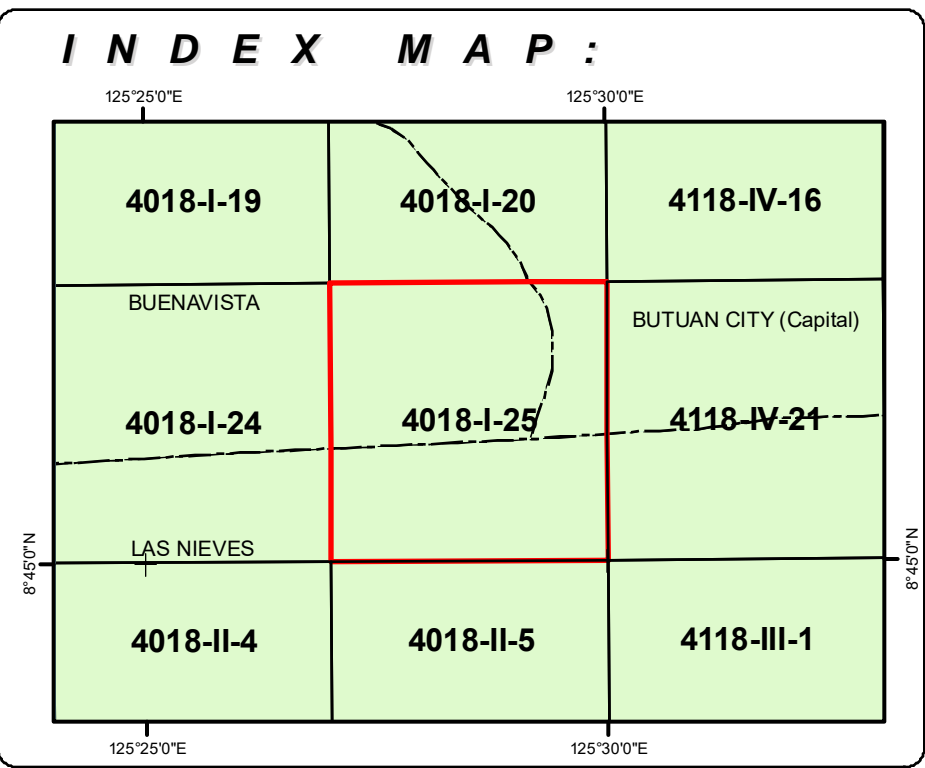 INDEX MAP:
125°25'0"E
125°30'0"E
4018-I-19
4018-I-20
4118-IV-16
BUENAVISTA
BUTUAN CITY (Capital)
4018-I-24
4018-I-25
4118-IV-21
LAS NIEVES
8°45'0"N
8°45'0"N
4018-II-4
4018-II-5
4118-III-1
125°25'0"E
125°30'0"E